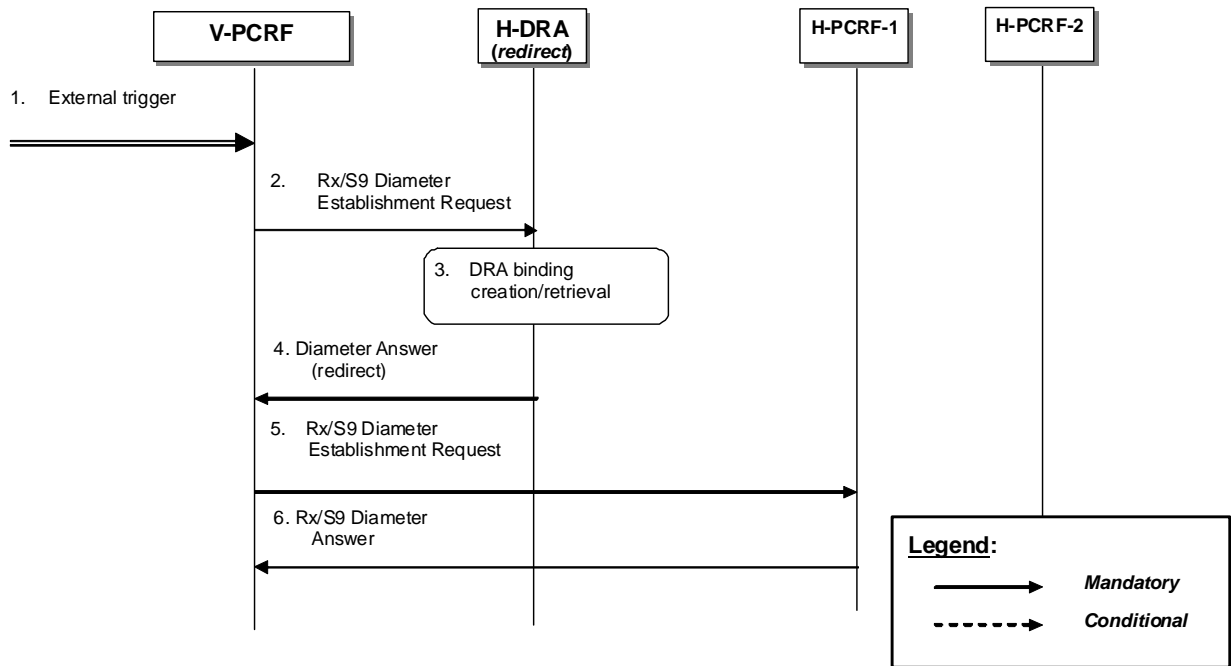 V-PCRF
H-DRA
(redirect)
H-PCRF-1
H-PCRF-2
1. External trigger
2. Rx/S9 Diameter
Establishment Request
3. DRA binding
creation/retrieval
4. Diameter Answer
(redirect)
5. Rx/S9 Diameter
Establishment Request
6. Rx/S9 Diameter
Answer
Legend:
Mandatory
Conditional